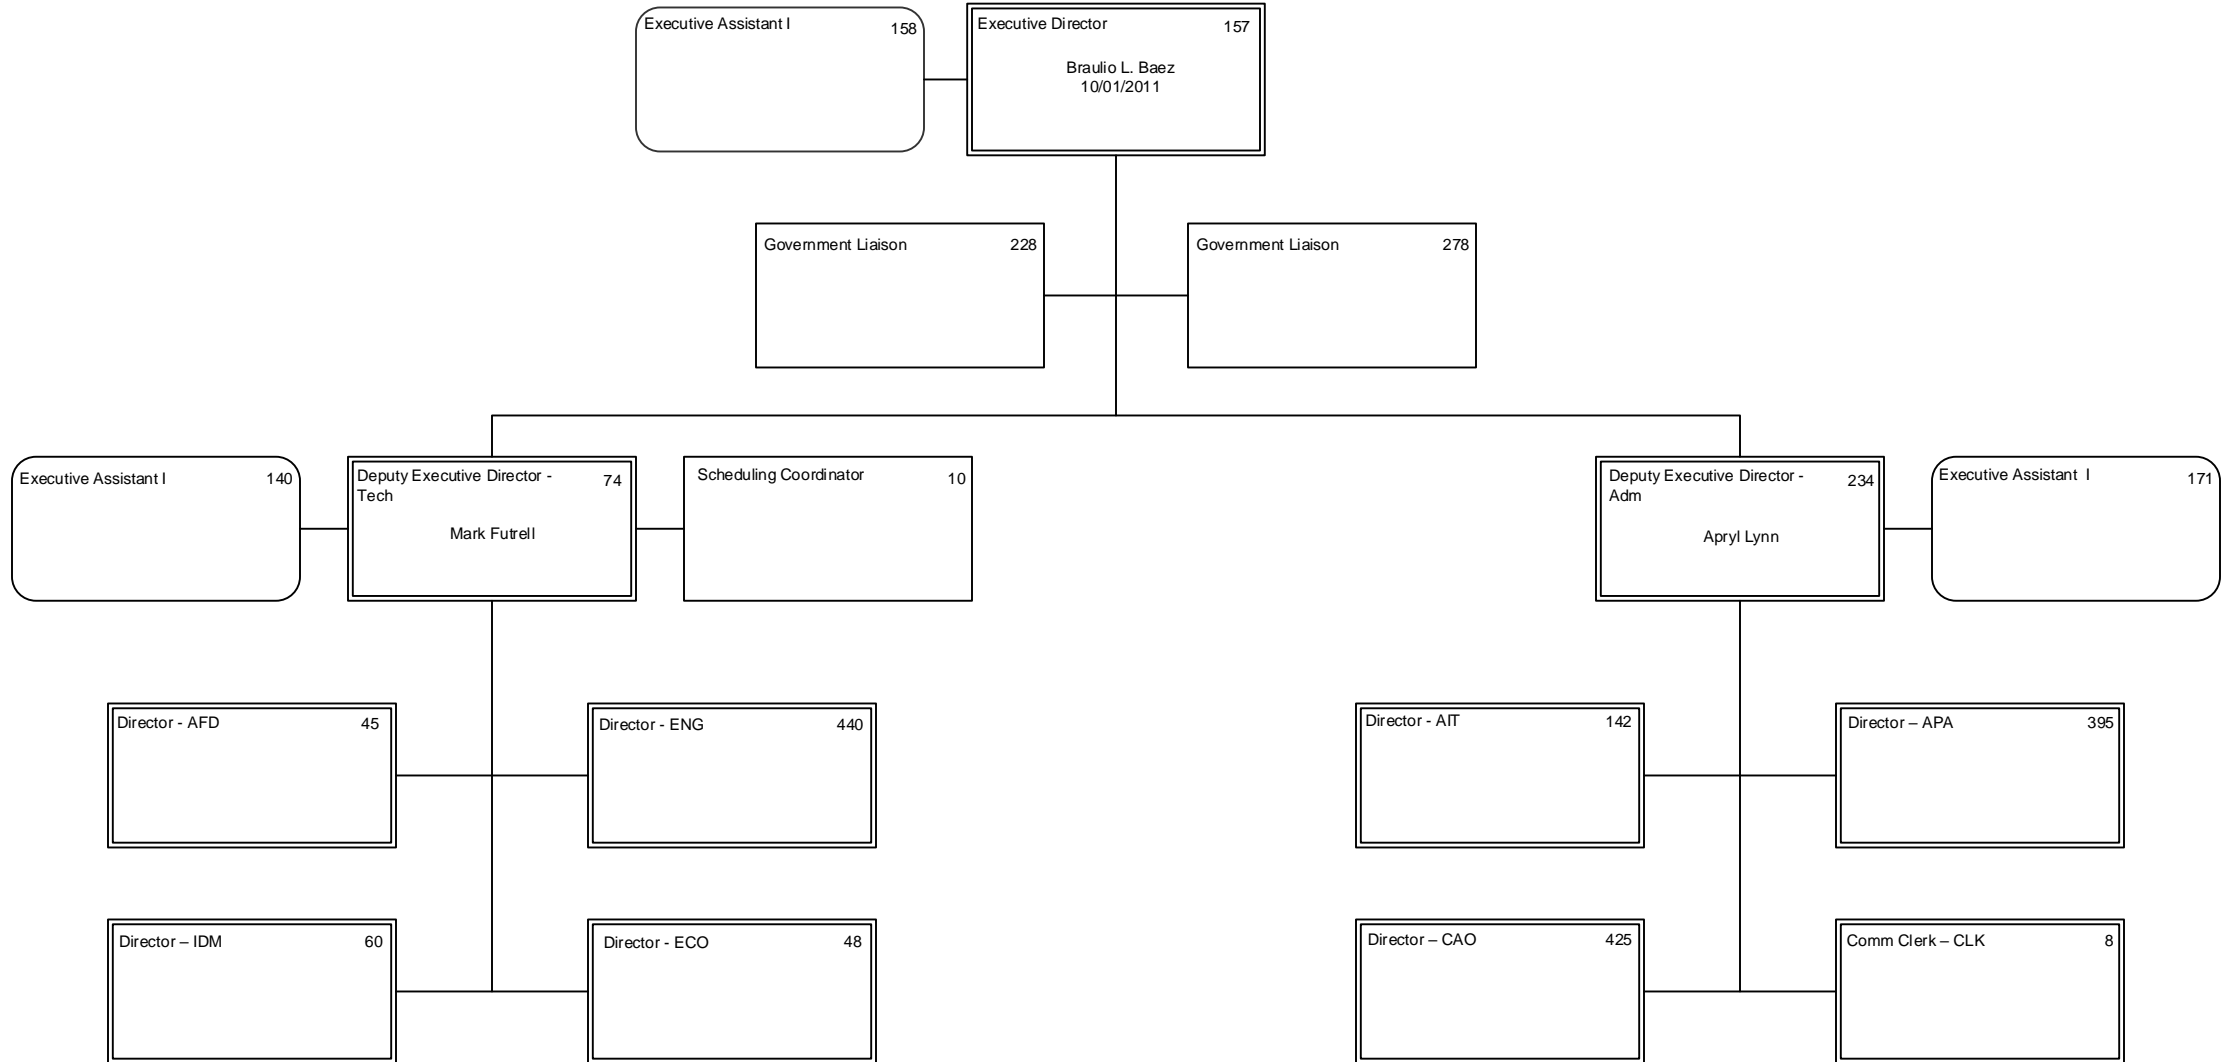 Executive Assistant I 158
Executive Director 157
Braulio L. Baez
10/01/2011
Government Liaison 228
Government Liaison 278
Executive Assistant I 140
Deputy Executive Director - 74
Tech
Mark Futrell
Scheduling Coordinator 10
Deputy Executive Director - 234
Adm
Apryl Lynn
Executive Assistant I 171
Director - AFD 45
Director - ENG 440
Director - AIT 142
Director – APA 395
Director – IDM 60
Director - ECO 48
Director – CAO 425
Comm Clerk – CLK 8